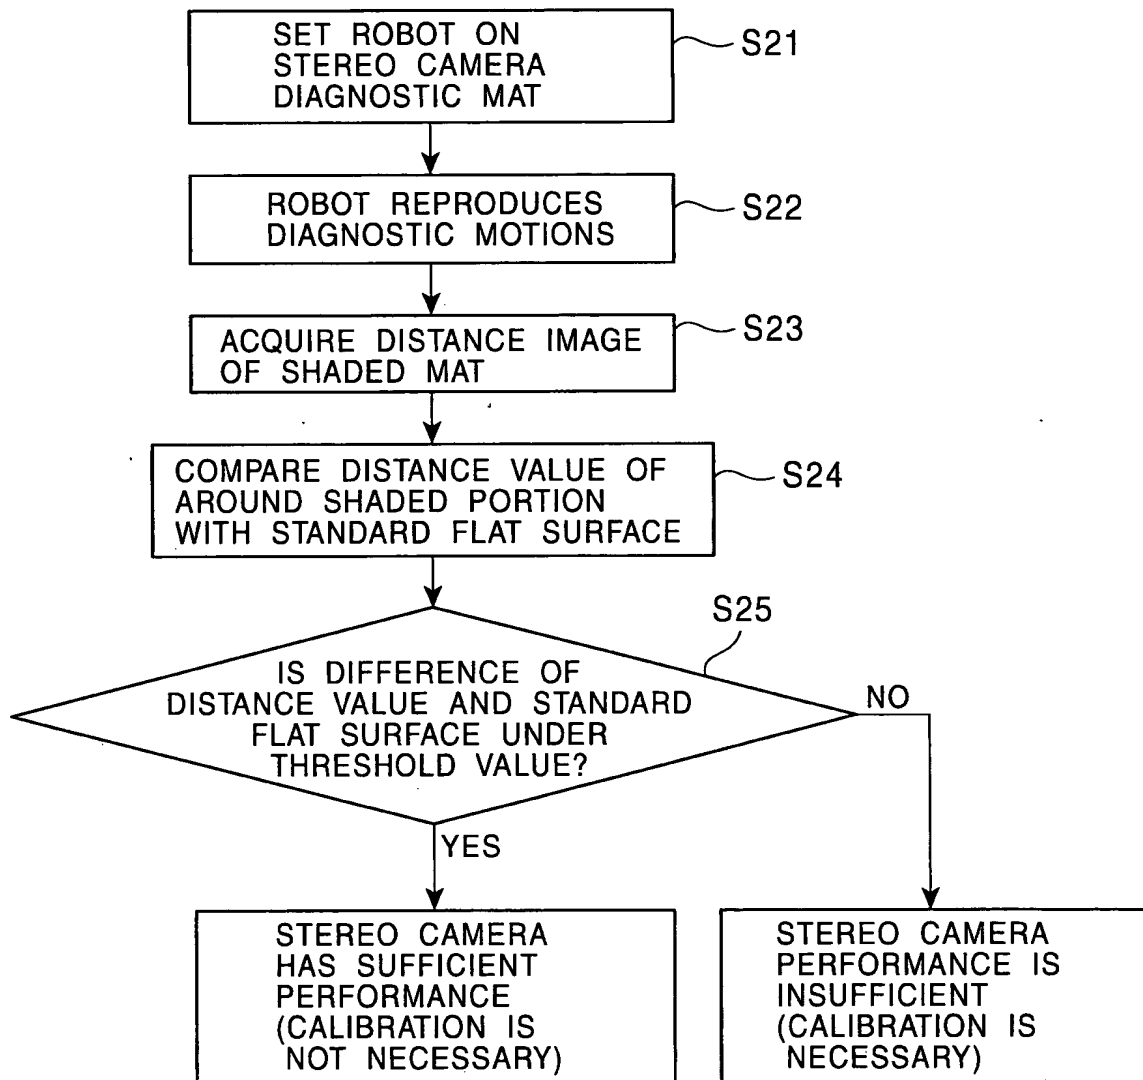 SET ROBOT ON
STEREO CAMERA
DIAGNOSTIC MAT
S21
ROBOT REPRODUCES
DIAGNOSTIC MOTIONS
S22
ACQUIRE DISTANCE IMAGE
OF SHADED MAT
S23
COMPARE DISTANCE VALUE OF
AROUND SHADED PORTION
WITH STANDARD FLAT SURFACE
S24
S25
IS DIFFERENCE OF
DISTANCE VALUE AND STANDARD
FLAT SURFACE UNDER
THRESHOLD VALUE?
NO
YES
STEREO CAMERA
HAS SUFFICIENT
PERFORMANCE
(CALIBRATION IS
NOT NECESSARY)
STEREO CAMERA
PERFORMANCE IS
INSUFFICIENT
(CALIBRATION IS
NECESSARY)